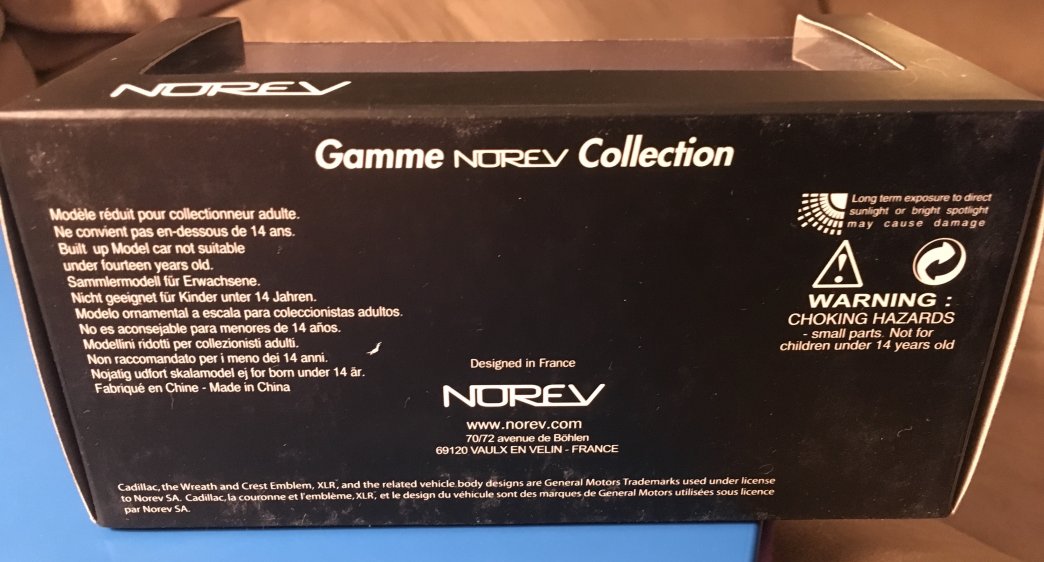 NOREV
Gamme NOREV Collection
Modèle réduit pour collectionneur adulte.
Ne convient pas en-dessous de 14 ans.
Built up Model car not suitable
under fourteen years old.
Sammlermodell für Erwachsene.
Nicht geeignet für Kinder unter 14 Jahren.
Modelo ornamental a escala para coleccionistas adultos.
No es aconsejable para menores de 14 años.
Modellini ridotti per collezionisti adulti.
Non raccomandato per i meno dei 14 anni.
Nojatig udfort skalamodel ej for born under 14 år.
Fabriqué en Chine - Made in China
Long term exposure to direct
sunlight or bright spotlight
may cause damage
WARNING :
CHOKING HAZARDS
- small parts. Not for
children under 14 years old
Designed in France
NOREV
www.norev.com
70/72 avenue de Böhlen
69120 VAULX EN VELIN - FRANCE
Cadillac, the Wreath and Crest Emblem, XLR, and the related vehicle body designs are General Motors Trademarks used under license
to Norev SA. Cadillac, la couronne et l'emblème, XLR, et le design du véhicule sont des marques de General Motors utilisées sous licence
par Norev SA.